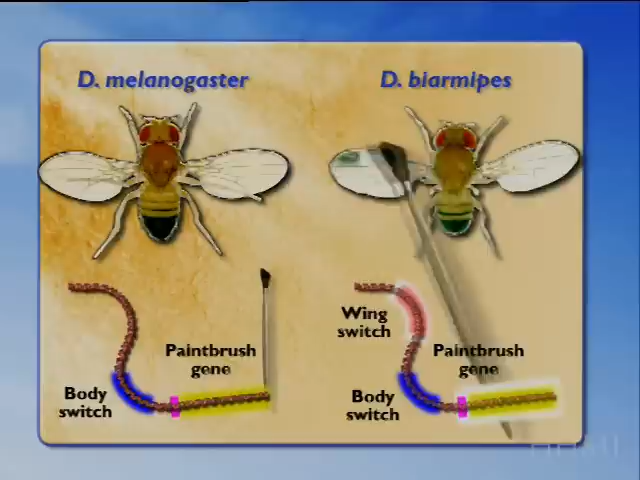 D. melanogaster
D. biarmipes
Paintbrush
gene
Body
switch
Wing
switch
Paintbrush
gene
Body
switch